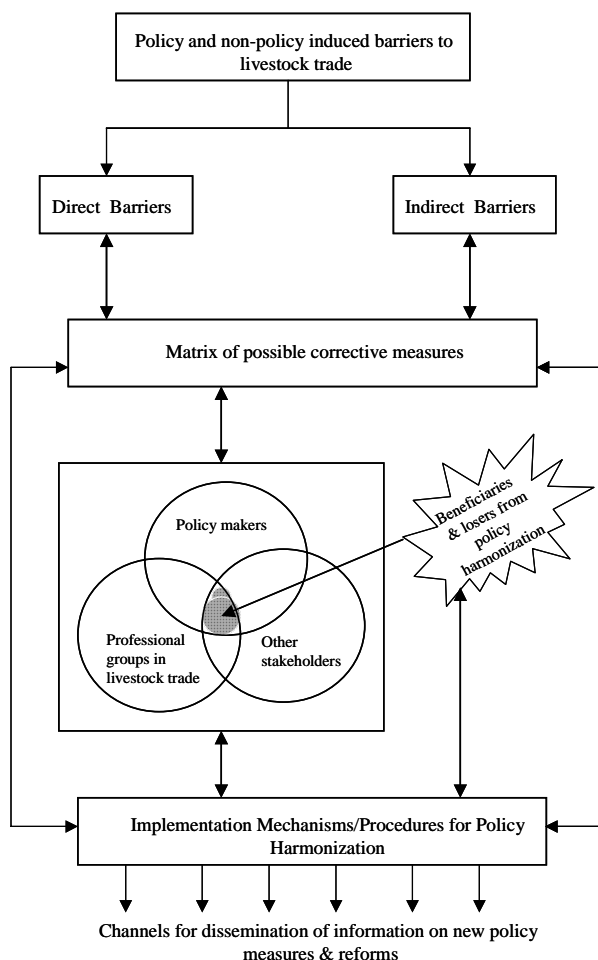 Policy and non-policy induced barriers to
livestock trade
Direct Barriers
Indirect Barriers
Matrix of possible corrective measures
Policy makers
Beneficiaries
& losers from
policy
harmonization
Professional
groups in
livestock trade
Other
stakeholders
Implementation Mechanisms/Procedures for Policy
Harmonization
Channels for dissemination of information on new policy
measures & reforms